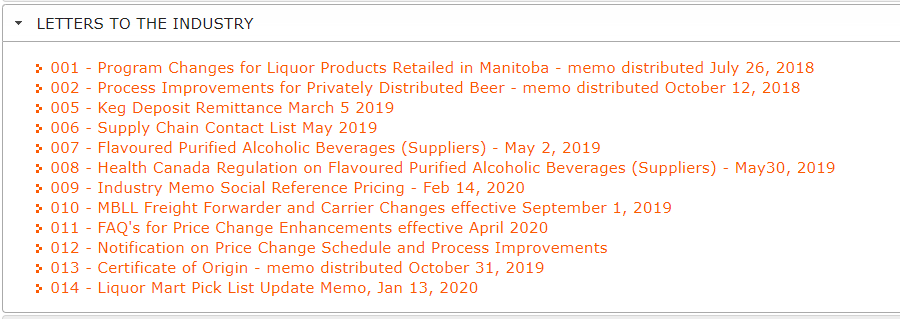 LETTERS TO THE INDUSTRY
001 - Program Changes for Liquor Products Retailed in Manitoba - memo distributed July 26, 2018
002 - Process Improvements for Privately Distributed Beer - memo distributed October 12, 2018
005 - Keg Deposit Remittance March 5 2019
006 - Supply Chain Contact List May 2019
007 - Flavoured Purified Alcoholic Beverages (Suppliers) - May 2, 2019
008 - Health Canada Regulation on Flavoured Purified Alcoholic Beverages (Suppliers) - May30, 2019
009 - Industry Memo Social Reference Pricing - Feb 14, 2020
010 - MBLL Freight Forwarder and Carrier Changes effective September 1, 2019
011 - FAQ's for Price Change Enhancements effective April 2020
012 - Notification on Price Change Schedule and Process Improvements
013 - Certificate of Origin - memo distributed October 31, 2019
014 - Liquor Mart Pick List Update Memo, Jan 13, 2020